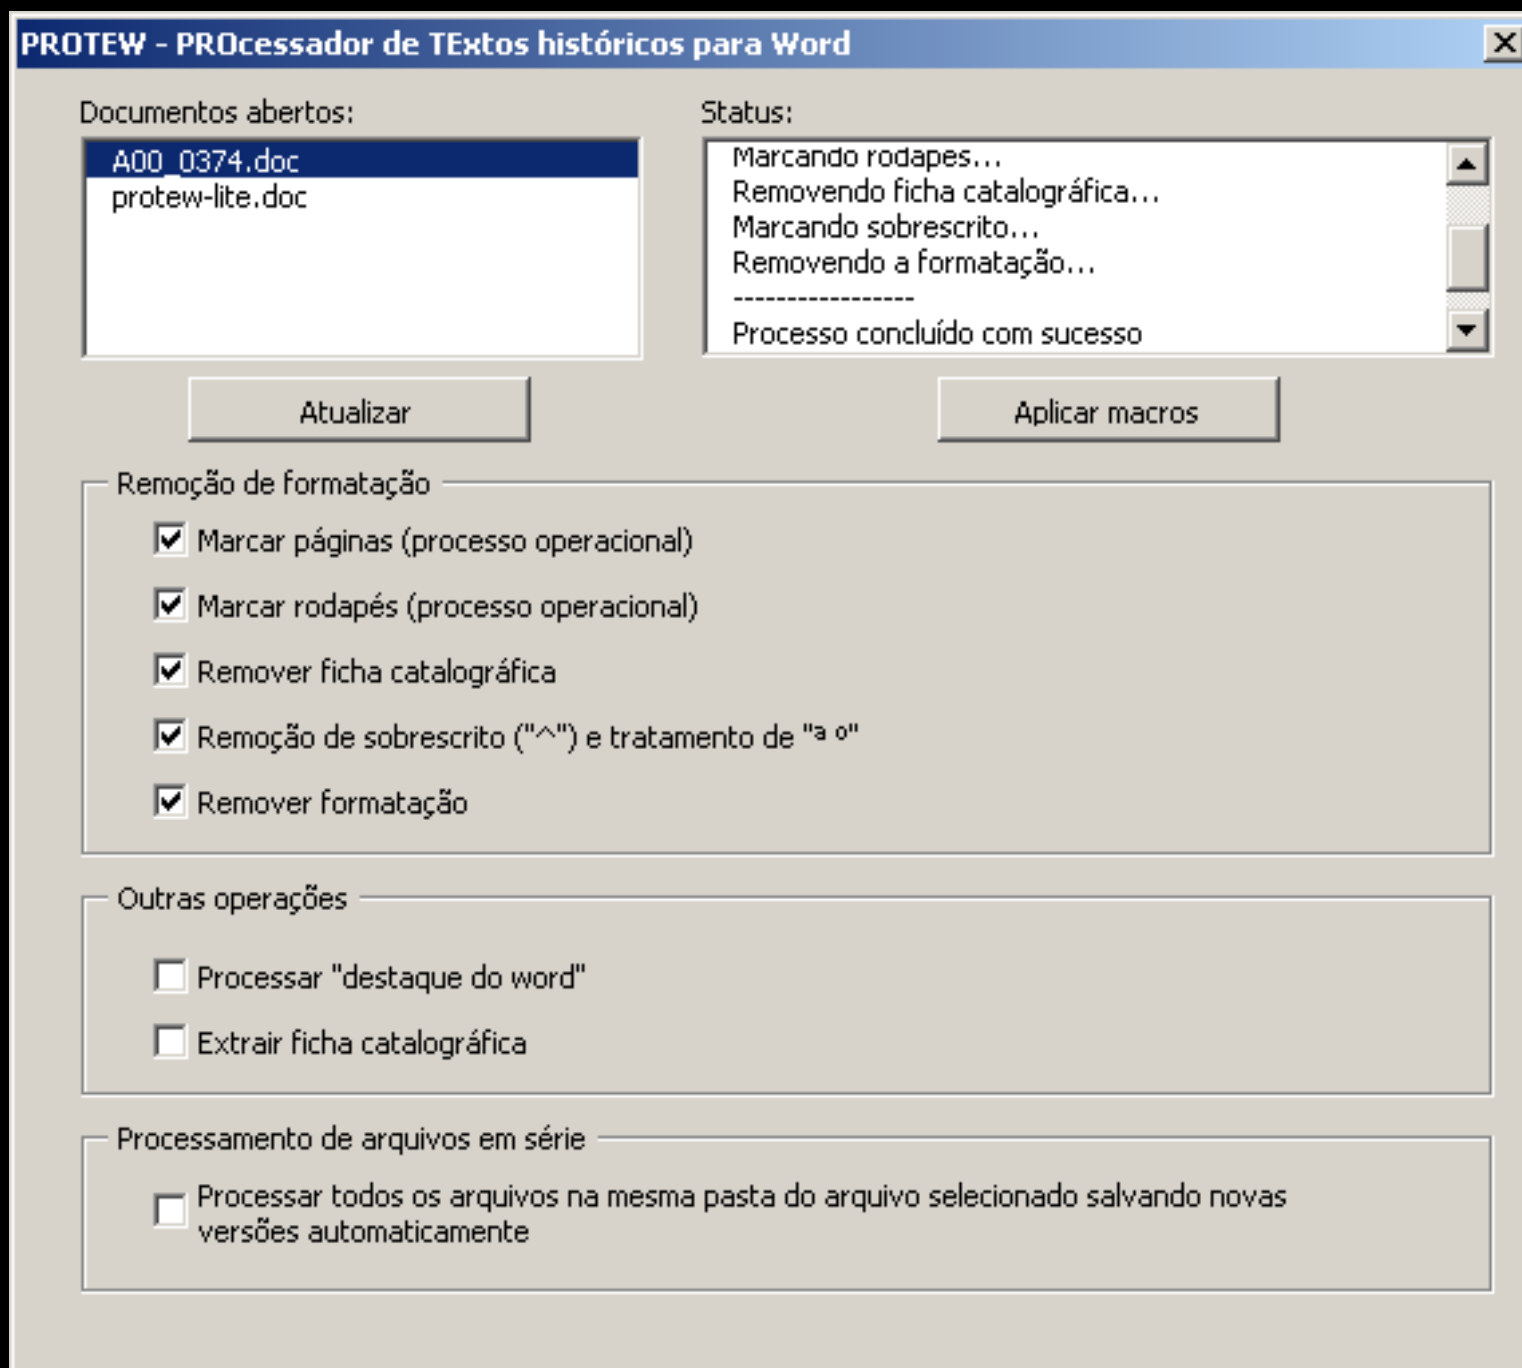 PROTEW - PROcessador de TExtos históricos para Word
Documentos abertos:
A00_0374.doc
protew-lite.doc
Status:
Marcando rodapes...
Removendo ficha catalográfica...
Marcando sobrescrito...
Removendo a formatação...
-----------------
Processo concluído com sucesso
Atualizar
Aplicar macros
Remoção de formatação
Marcar páginas (processo operacional)
Marcar rodapés (processo operacional)
Remover ficha catalográfica
Remoção de sobrescrito ("^") e tratamento de "ª º"
Remover formatação
Outras operações
Processar "destaque do word"
Extrair ficha catalográfica
Processamento de arquivos em série
Processar todos os arquivos na mesma pasta do arquivo selecionado salvando novas
versões automaticamente